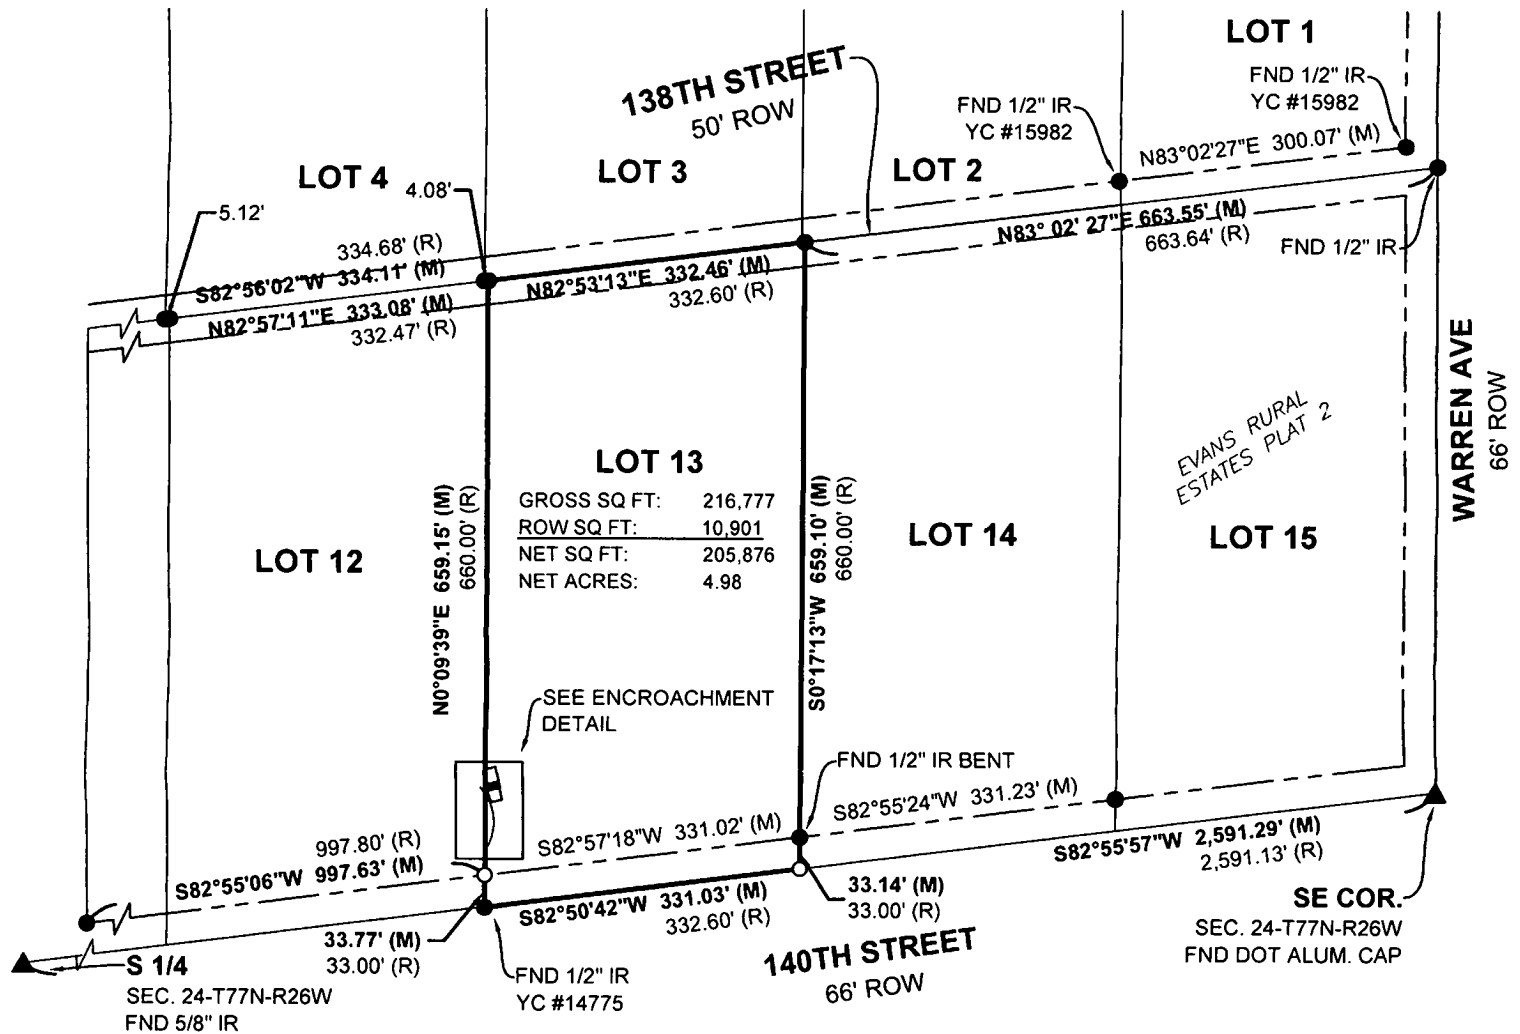 LOT 1
FND 1/2" IR
YC #15982
138TH STREET
50' ROW
FND 1/2" IR
YC #15982
N83°02'27"E 300.07' (M)
LOT 4
4.08'
LOT 3
LOT 2
5.12'
334.68' (R)
S82°56'02"W 334.11' (M)
N82°57'11"E 333.08' (M)
332.47' (R)
N82°53'13"E 332.46' (M)
332.60' (R)
N83° 02' 27"E 663.55' (M)
663.64' (R)
FND 1/2" IR
WARREN AVE
66' ROW
EVANS RURAL
ESTATES PLAT 2
LOT 13
GROSS SQ FT: 216,777
ROW SQ FT: 10,901
NET SQ FT: 205,876
NET ACRES: 4.98
N0°09'39"E 659.15' (M)
660.00' (R)
S0°17'13"W 659.10' (M)
660.00' (R)
LOT 12
LOT 14
LOT 15
SEE ENCROACHMENT
DETAIL
FND 1/2" IR BENT
997.80' (R)
S82°55'06"W 997.63' (M)
S82°57'18"W 331.02' (M)
S82°55'24"W 331.23' (M)
S82°55'57"W 2,591.29' (M)
2,591.13' (R)
S82°50'42"W 331.03' (M)
332.60' (R)
33.14' (M)
33.00' (R)
33.77' (M)
33.00' (R)
SE COR.
SEC. 24-T77N-R26W
FND DOT ALUM. CAP
S 1/4
SEC. 24-T77N-R26W
FND 5/8" IR
FND 1/2" IR
YC #14775
140TH STREET
66' ROW